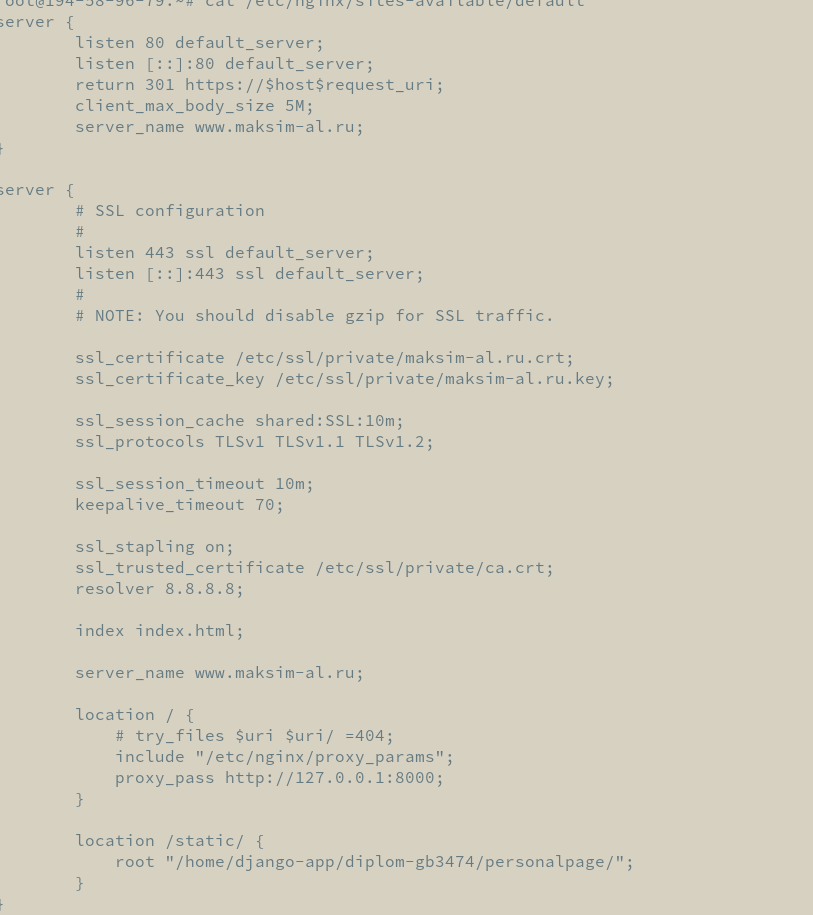 root@194-58-96-79:~# cat /etc/nginx/sites-available/default
server {
        listen 80 default_server;
        listen [::]:80 default_server;
        return 301 https://$host$request_uri;
        client_max_body_size 5M;
        server_name www.maksim-al.ru;
}

server {
        # SSL configuration
        #
        listen 443 ssl default_server;
        listen [::]:443 ssl default_server;
        #
        # NOTE: You should disable gzip for SSL traffic.

        ssl_certificate /etc/ssl/private/maksim-al.ru.crt;
        ssl_certificate_key /etc/ssl/private/maksim-al.ru.key;

        ssl_session_cache shared:SSL:10m;
        ssl_protocols TLSv1 TLSv1.1 TLSv1.2;

        ssl_session_timeout 10m;
        keepalive_timeout 70;

        ssl_stapling on;
        ssl_trusted_certificate /etc/ssl/private/ca.crt;
        resolver 8.8.8.8;

        index index.html;

        server_name www.maksim-al.ru;

        location / {
            # try_files $uri $uri/ =404;
            include "/etc/nginx/proxy_params";
            proxy_pass http://127.0.0.1:8000;
        }

        location /static/ {
            root "/home/django-app/diplom-gb3474/personalpage/";
        }
}